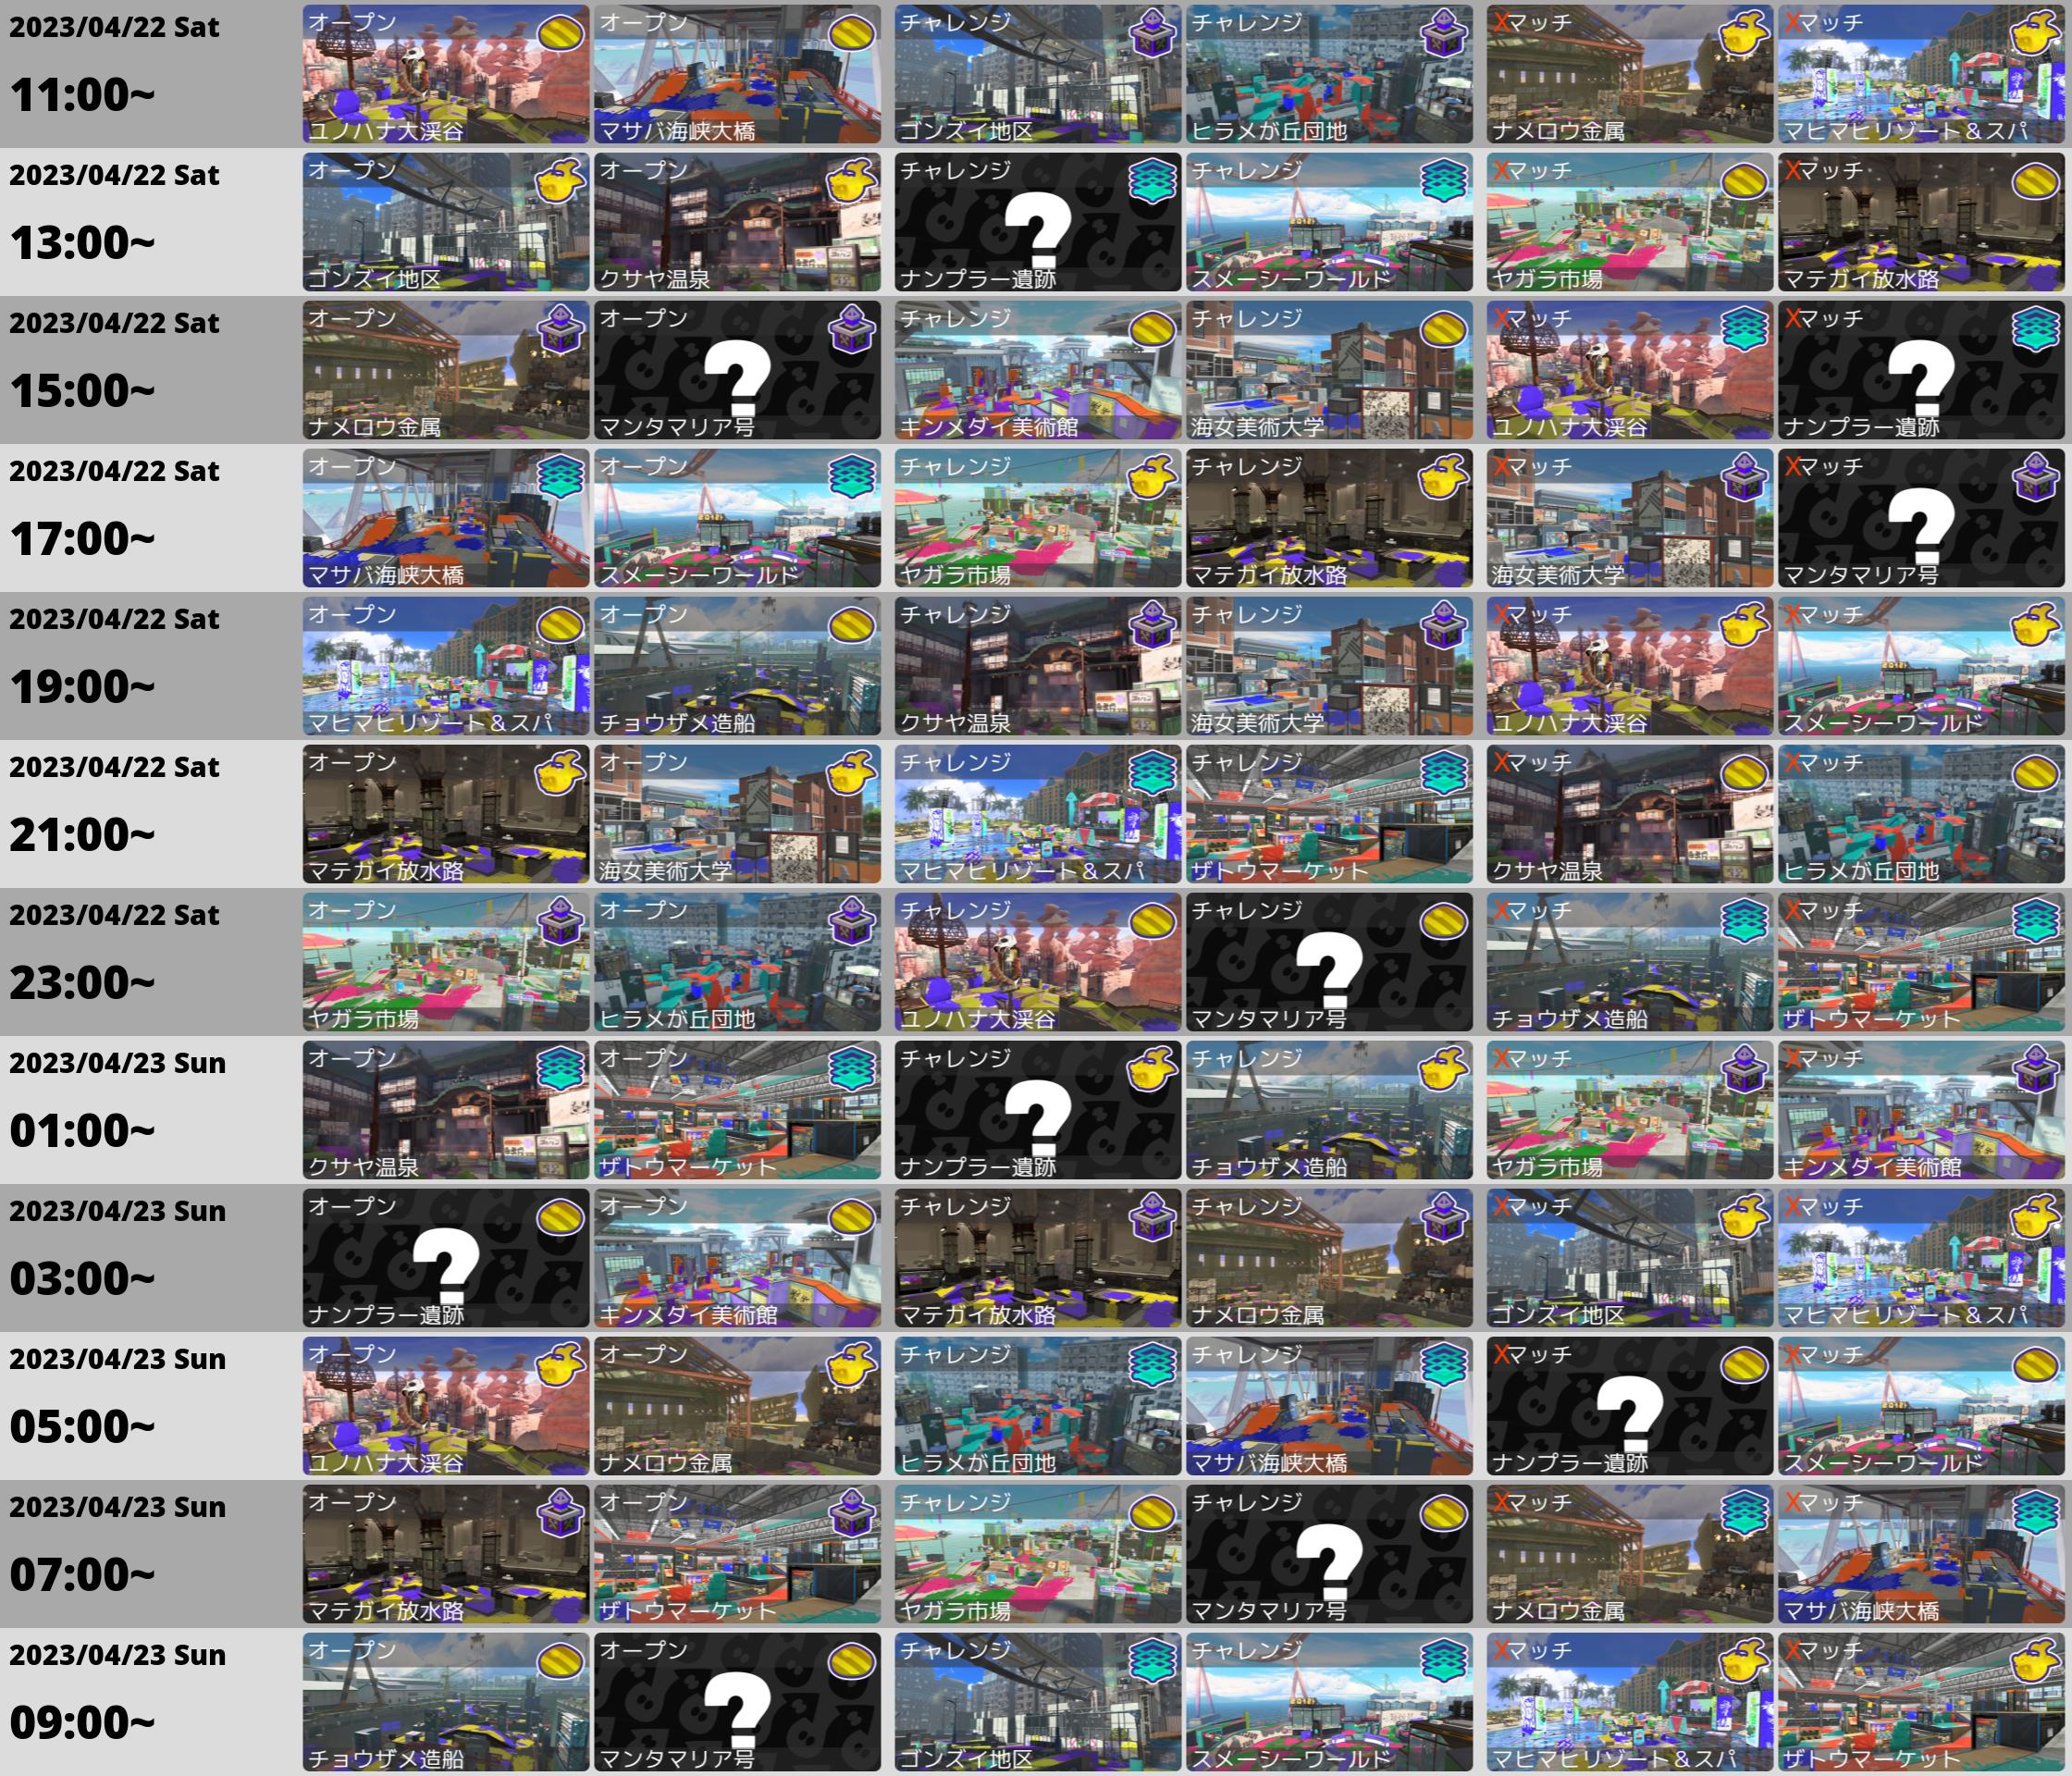 2023/04/22 Sat
11:00~
オープン オープン チャレンジ チャレンジ Xマッチ Xマッチ
ユノハナ大渓谷 マサバ海峡大橋 ゴンズイ地区 ヒラメが丘団地 ナメロウ金属 マヒマヒリゾート＆スパ
2023/04/22 Sat
13:00~
オープン オープン チャレンジ チャレンジ Xマッチ Xマッチ
ゴンズイ地区 クサヤ温泉 ナンプラー遺跡 スメーシーワールド ヤガラ市場 マテガイ放水路
2023/04/22 Sat
15:00~
オープン オープン チャレンジ チャレンジ Xマッチ Xマッチ
? ?
ナメロウ金属 マンタマリア号 キンメダイ美術館 海女美術大学 ユノハナ大渓谷 ナンプラー遺跡
2023/04/22 Sat
17:00~
オープン オープン チャレンジ チャレンジ Xマッチ Xマッチ
マサバ海峡大橋 スメーシーワールド ヤガラ市場 マテガイ放水路 海女美術大学 マンタマリア号
2023/04/22 Sat
19:00~
オープン オープン チャレンジ チャレンジ Xマッチ Xマッチ
マヒマヒリゾート＆スパ チョウザメ造船 クサヤ温泉 海女美術大学 ユノハナ大渓谷 スメーシーワールド
2023/04/22 Sat
21:00~
オープン オープン チャレンジ チャレンジ Xマッチ Xマッチ
マテガイ放水路 海女美術大学 マヒマヒリゾート＆スパ ザトウマーケット クサヤ温泉 ヒラメが丘団地
2023/04/22 Sat
23:00~
オープン オープン チャレンジ チャレンジ Xマッチ Xマッチ
ヤガラ市場 ヒラメが丘団地 ユノハナ大渓谷 マンタマリア号 チョウザメ造船 ザトウマーケット
2023/04/23 Sun
01:00~
オープン オープン チャレンジ チャレンジ Xマッチ Xマッチ
クサヤ温泉 ザトウマーケット ナンプラー遺跡 チョウザメ造船 ヤガラ市場 キンメダイ美術館
2023/04/23 Sun
03:00~
オープン オープン チャレンジ チャレンジ Xマッチ Xマッチ
ナンプラー遺跡 キンメダイ美術館 マテガイ放水路 ナメロウ金属 ゴンズイ地区 マヒマヒリゾート＆スパ
2023/04/23 Sun
05:00~
オープン オープン チャレンジ チャレンジ Xマッチ Xマッチ
ユノハナ大渓谷 ナメロウ金属 ヒラメが丘団地 マサバ海峡大橋 ナンプラー遺跡 スメーシーワールド
2023/04/23 Sun
07:00~
オープン オープン チャレンジ チャレンジ Xマッチ Xマッチ
マテガイ放水路 ザトウマーケット ヤガラ市場 マンタマリア号 ナメロウ金属 マサバ海峡大橋
2023/04/23 Sun
09:00~
オープン オープン チャレンジ チャレンジ Xマッチ Xマッチ
チョウザメ造船 マンタマリア号 ゴンズイ地区 スメーシーワールド マヒマヒリゾート＆スパ ザトウマーケット